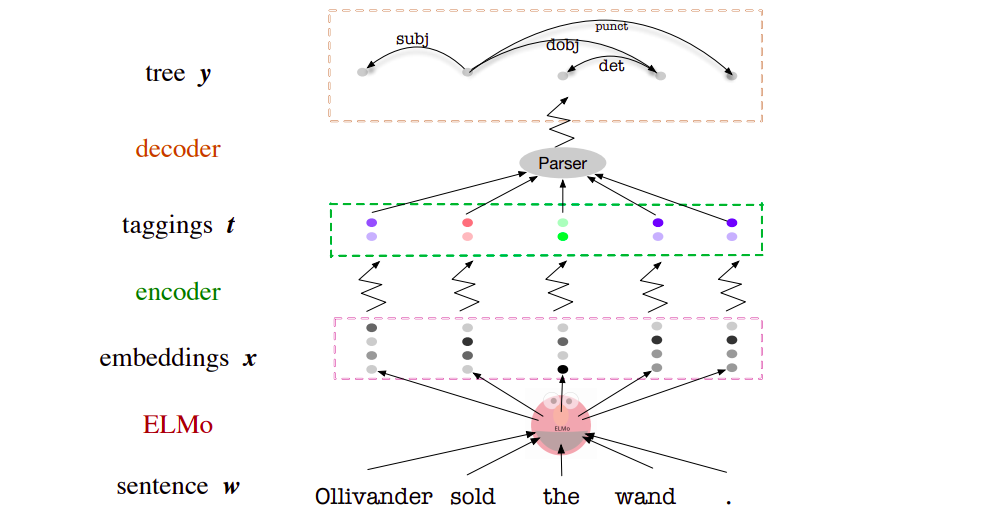 punct
subj
dobj
det
tree y
decoder
Parser
taggings t
encoder
embeddings x
ELMo
ELMo
sentence w
Ollivander sold the wand .